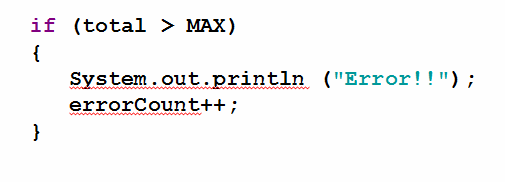 if (total > MAX)
{
System.out.println ("Error!!");
errorCount++;
}